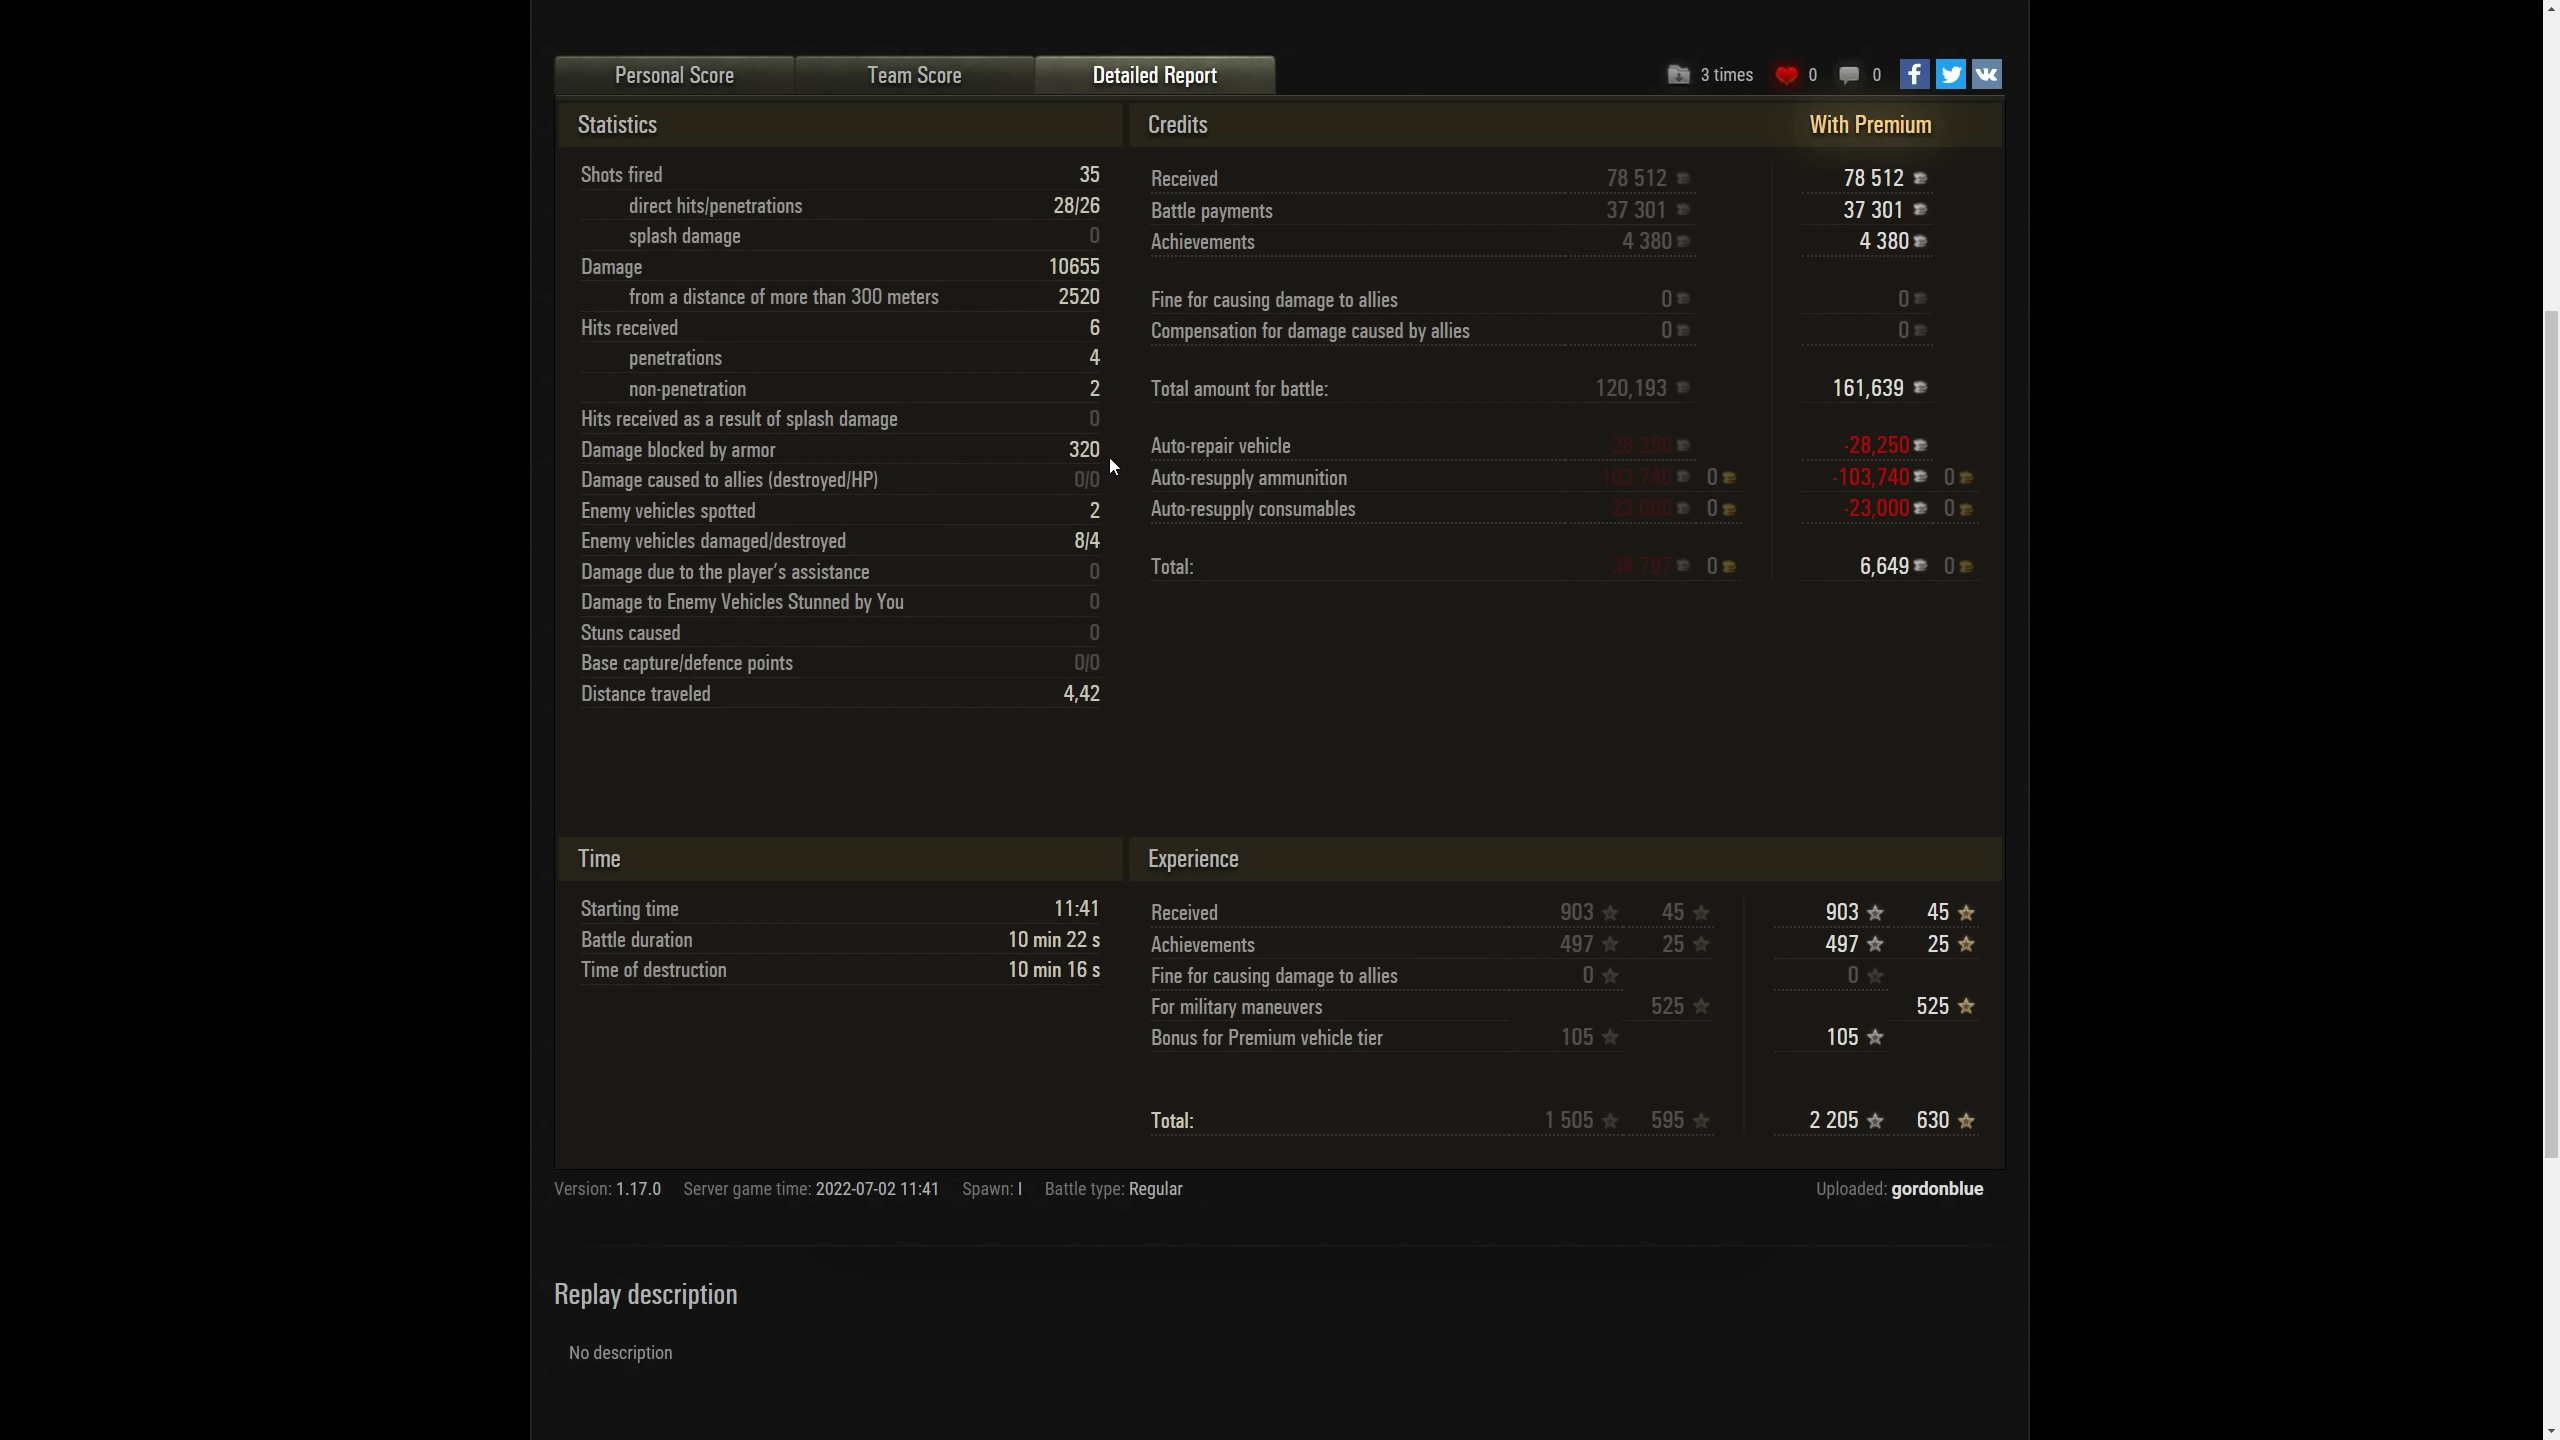 Personal Score Team Score Detailed Report 3 times 0 0
Statistics
Shots fired 35
direct hits/penetrations 28/26
splash damage 0
Damage 10655
from a distance of more than 300 meters 2520
Hits received 6
penetrations 4
non-penetration 2
Hits received as a result of splash damage 0
Damage blocked by armor 320
Damage caused to allies (destroyed/HP) 0/0
Enemy vehicles spotted 2
Enemy vehicles damaged/destroyed 8/4
Damage due to the player's assistance 0
Damage to Enemy Vehicles Stunned by You 0
Stuns caused 0
Base capture/defence points 0/0
Distance traveled 4,42
Credits With Premium
Received 78 512 78 512
Battle payments 37 301 37 301
Achievements 4 380 4 380
Fine for causing damage to allies 0 0
Compensation for damage caused by allies 0 0
Total amount for battle: 120,193 161,639
Auto-repair vehicle -28,250 -28,250
Auto-resupply ammunition -103,740 0 -103,740 0
Auto-resupply consumables -23,000 0 -23,000 0
Total: 34,797 0 6,649 0
Time
Starting time 11:41
Battle duration 10 min 22 s
Time of destruction 10 min 16 s
Experience
Received 903 45 903 45
Achievements 497 25 497 25
Fine for causing damage to allies 0 0
For military maneuvers 525 525
Bonus for Premium vehicle tier 105 105
Total: 1 505 595 2 205 630
Version: 1.17.0 Server game time: 2022-07-02 11:41 Spawn: I Battle type: Regular Uploaded: gordonblue
Replay description
No description